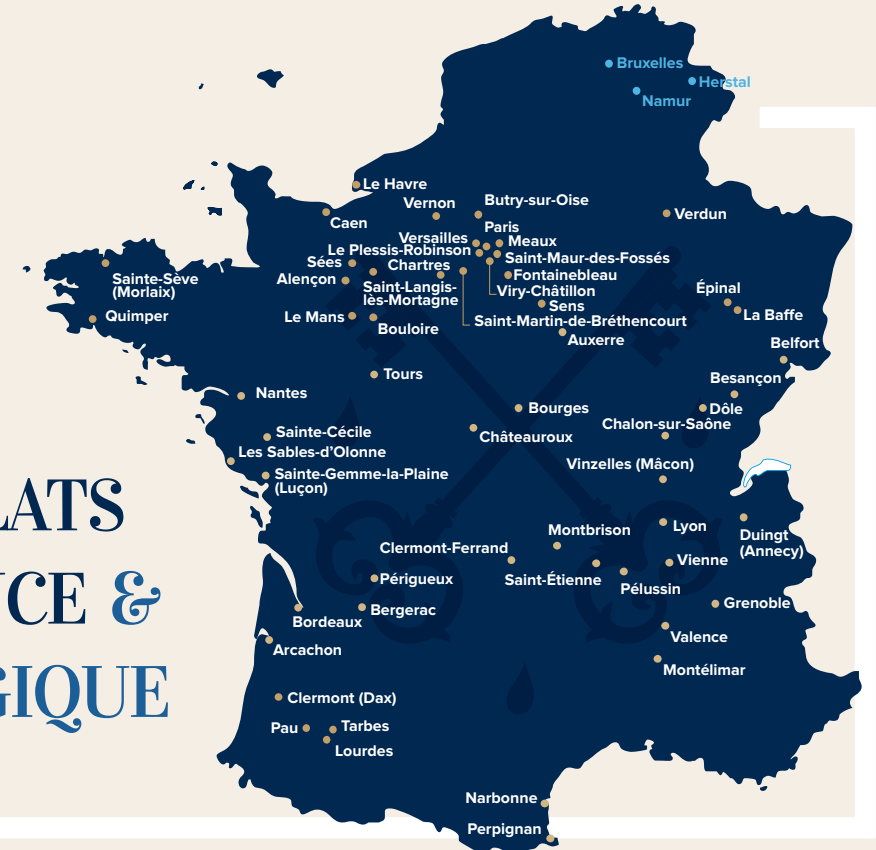 Bruxelles
Herstal
Namur
Le Havre
Vernon
Butry-sur-Oise
Caen
Paris
Verdun
Versailles
Meaux
Le Plessis-Robinson
Saint-Maur-des-Fossés
Sées
Chartres
Fontainebleau
Alençon
Sainte-Sève
(Morlaix)
Saint-Langis-
lès-Mortagne
Viry-Châtillon
Épinal
Sens
La Baffe
Quimper
Le Mans
Bouloire
Saint-Martin-de-Bréthencourt
Auxerre
Belfort
Tours
Besançon
Nantes
Bourges
Dôle
Chalon-sur-Saône
Sainte-Cécile
Châteauroux
Les Sables-d'Olonne
Vinzelles (Mâcon)
Sainte-Gemme-la-Plaine
(Luçon)
LATS
Montbrison
Lyon
Duingt
(Annecy)
Clermont-Ferrand
Vienne
Périgueux
Saint-Étienne
Pélussin
NCE &
Bergerac
Grenoble
Bordeaux
Valence
Arcachon
Montélimar
GIQUE
Clermont (Dax)
Pau
Tarbes
Lourdes
Narbonne
Perpignan